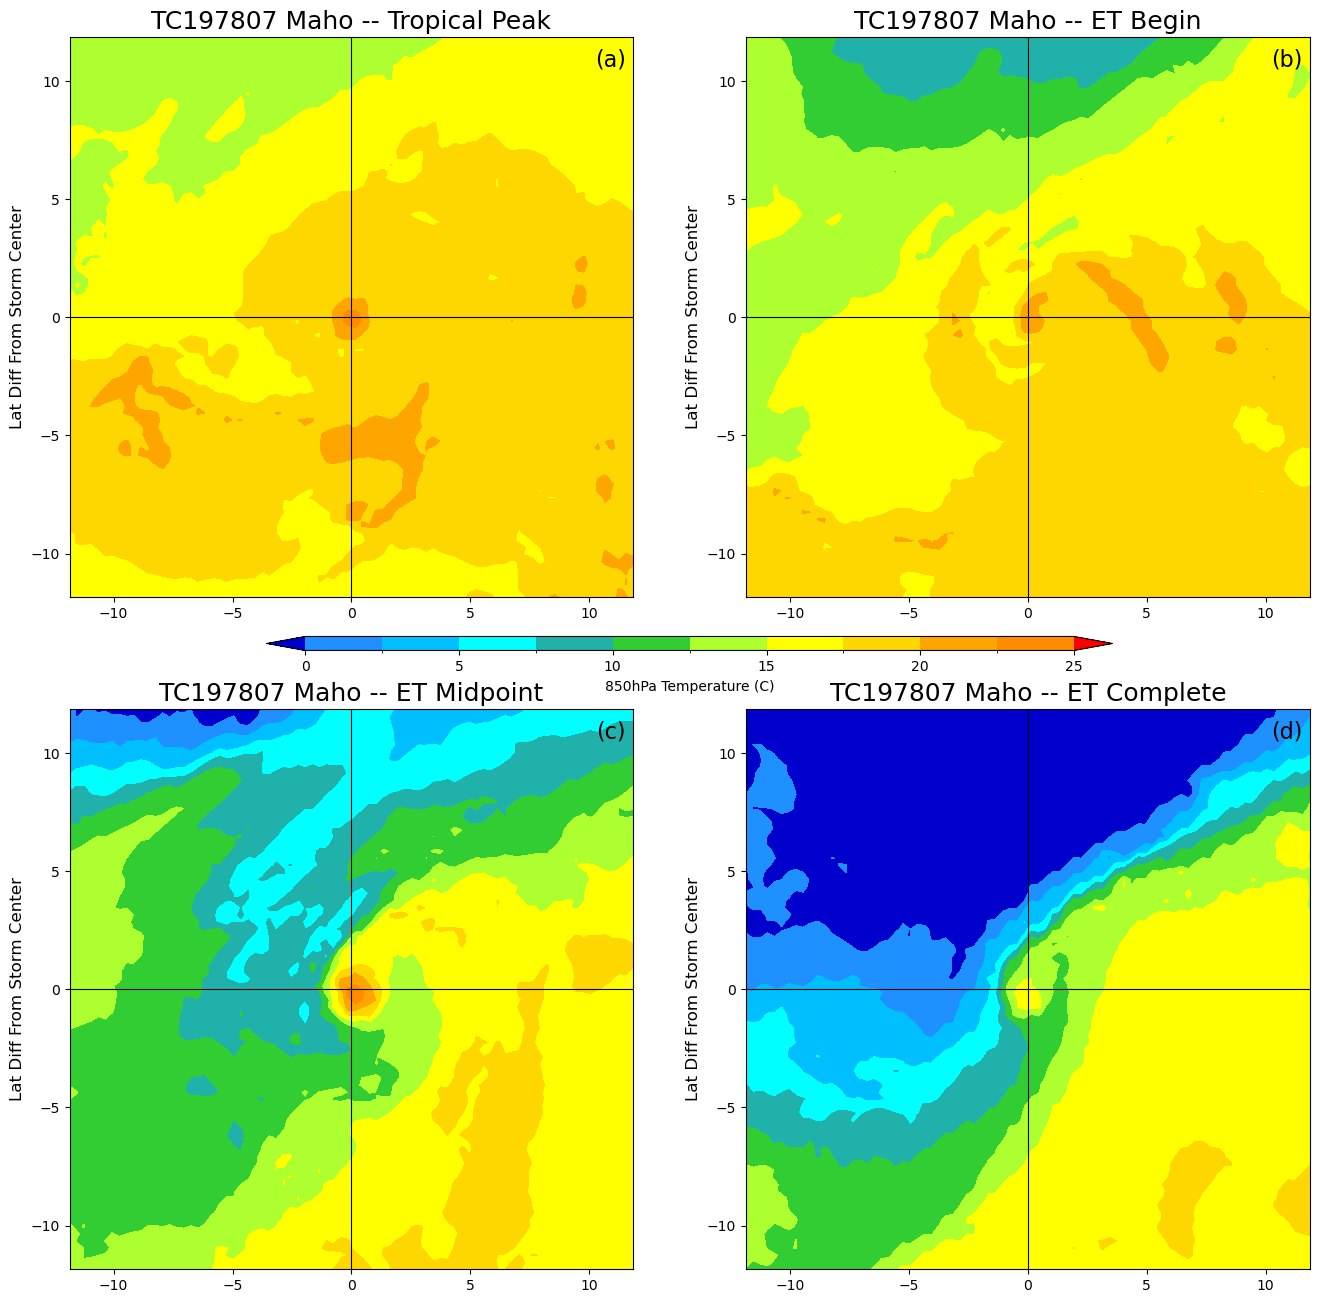 TC197807 Maho -- Tropical Peak
TC197807 Maho -- ET Begin
(a)
(b)
10
5
0
−5
−10
Lat Diff From Storm Center
−10 −5 0 5 10
10
5
0
−5
−10
Lat Diff From Storm Center
−10 −5 0 5 10
0 5 10 15 20 25
850hPa Temperature (C)
TC197807 Maho -- ET Midpoint
TC197807 Maho -- ET Complete
(c)
(d)
10
5
0
−5
−10
Lat Diff From Storm Center
−10 −5 0 5 10
10
5
0
−5
−10
Lat Diff From Storm Center
−10 −5 0 5 10